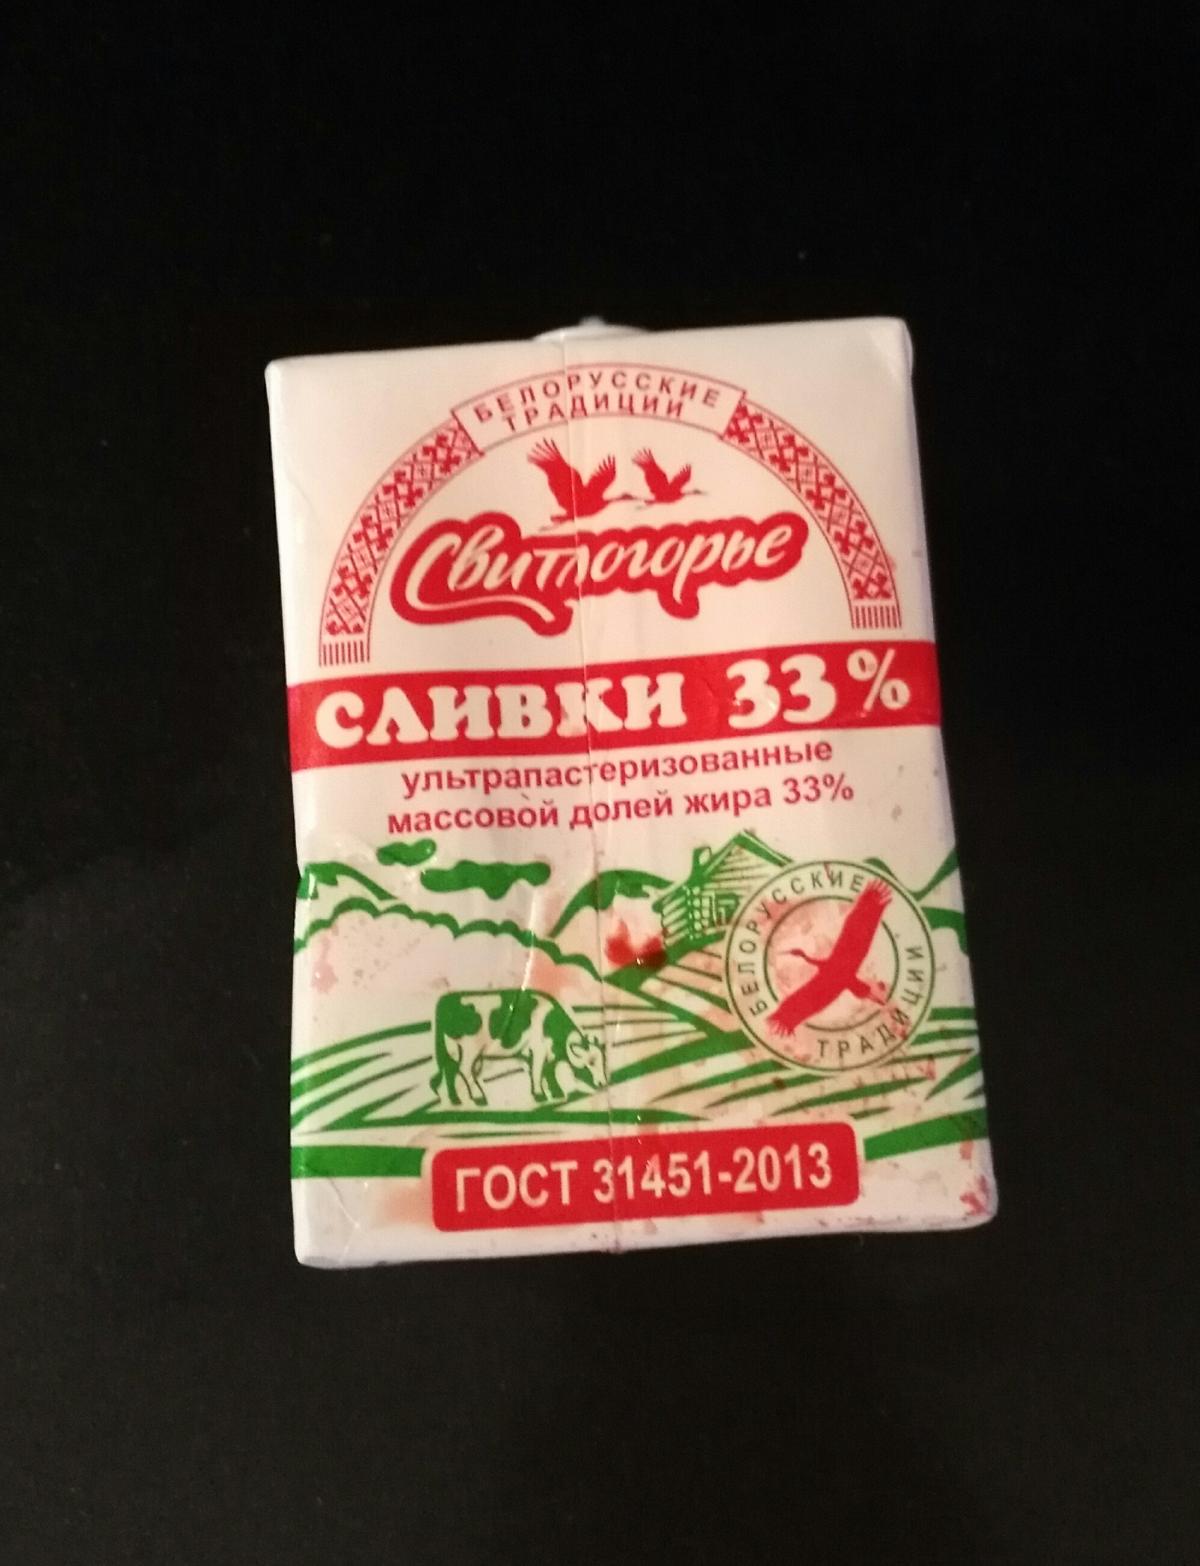 БЕЛОРУССКИЕ
ТРАДИЦИИ
Свитлогорье
СЛИВКИ 33%
ультрапастеризованные
массовой долей жира 33%
БЕЛОРУССКИЕ
ТРАДИЦИИ
ГОСТ 31451-2013